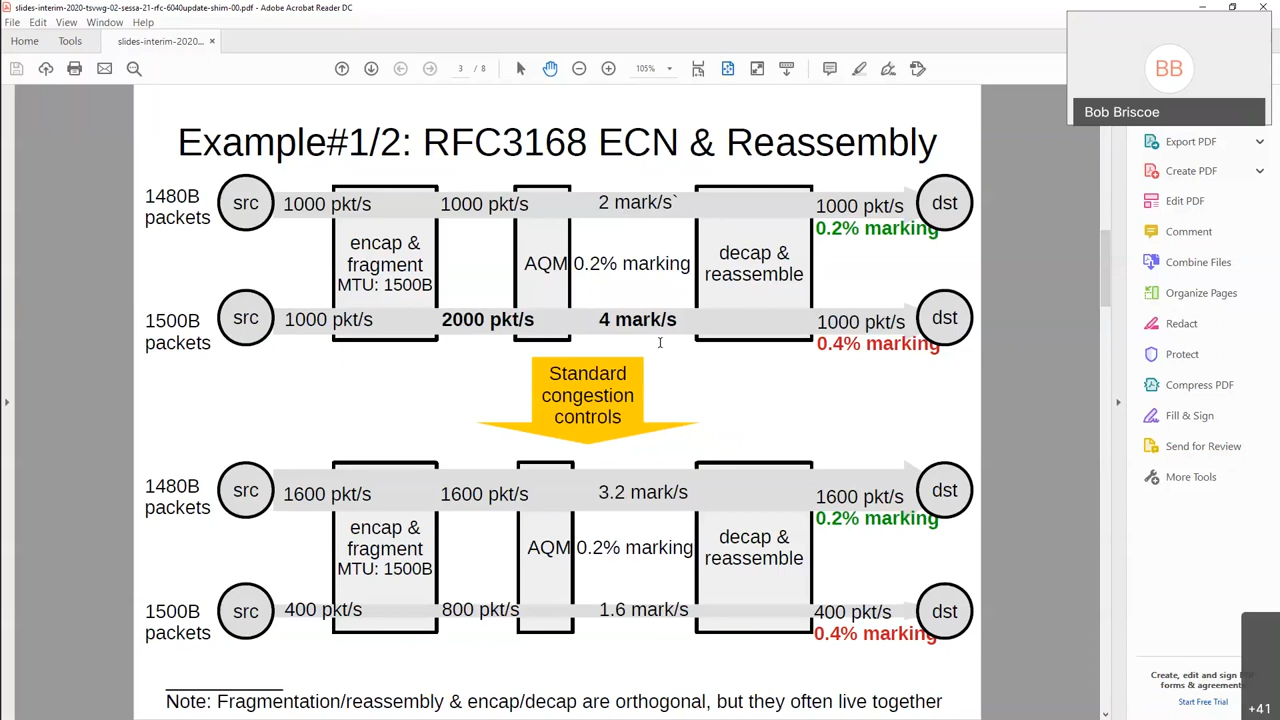 slides-interim-2020-tsvwg-02-sessa-21-rfc-6040update-shim-00.pdf - Adobe Acrobat Reader DC
File Edit View Window Help
Home Tools slides-interim-2020... ×
3 / 8 105%
BB
Bob Briscoe
Export PDF
Create PDF
Edit PDF
Comment
Combine Files
Organize Pages
Redact
Protect
Compress PDF
Fill & Sign
Send for Review
More Tools
Convert, edit and sign PDF
forms & agreements
Start Free Trial
+41
Example#1/2: RFC3168 ECN & Reassembly
1480B
packets
src
1000 pkt/s
1000 pkt/s
2 mark/s`
1000 pkt/s
0.2% marking
dst
encap &
fragment
MTU: 1500B
AQM
0.2% marking
decap &
reassemble
1500B
packets
src
1000 pkt/s
2000 pkt/s
4 mark/s
1000 pkt/s
0.4% marking
dst
Standard
congestion
controls
1480B
packets
src
1600 pkt/s
1600 pkt/s
3.2 mark/s
1600 pkt/s
0.2% marking
dst
encap &
fragment
MTU: 1500B
AQM
0.2% marking
decap &
reassemble
1500B
packets
src
400 pkt/s
800 pkt/s
1.6 mark/s
400 pkt/s
0.4% marking
dst
Note: Fragmentation/reassembly & encap/decap are orthogonal, but they often live together